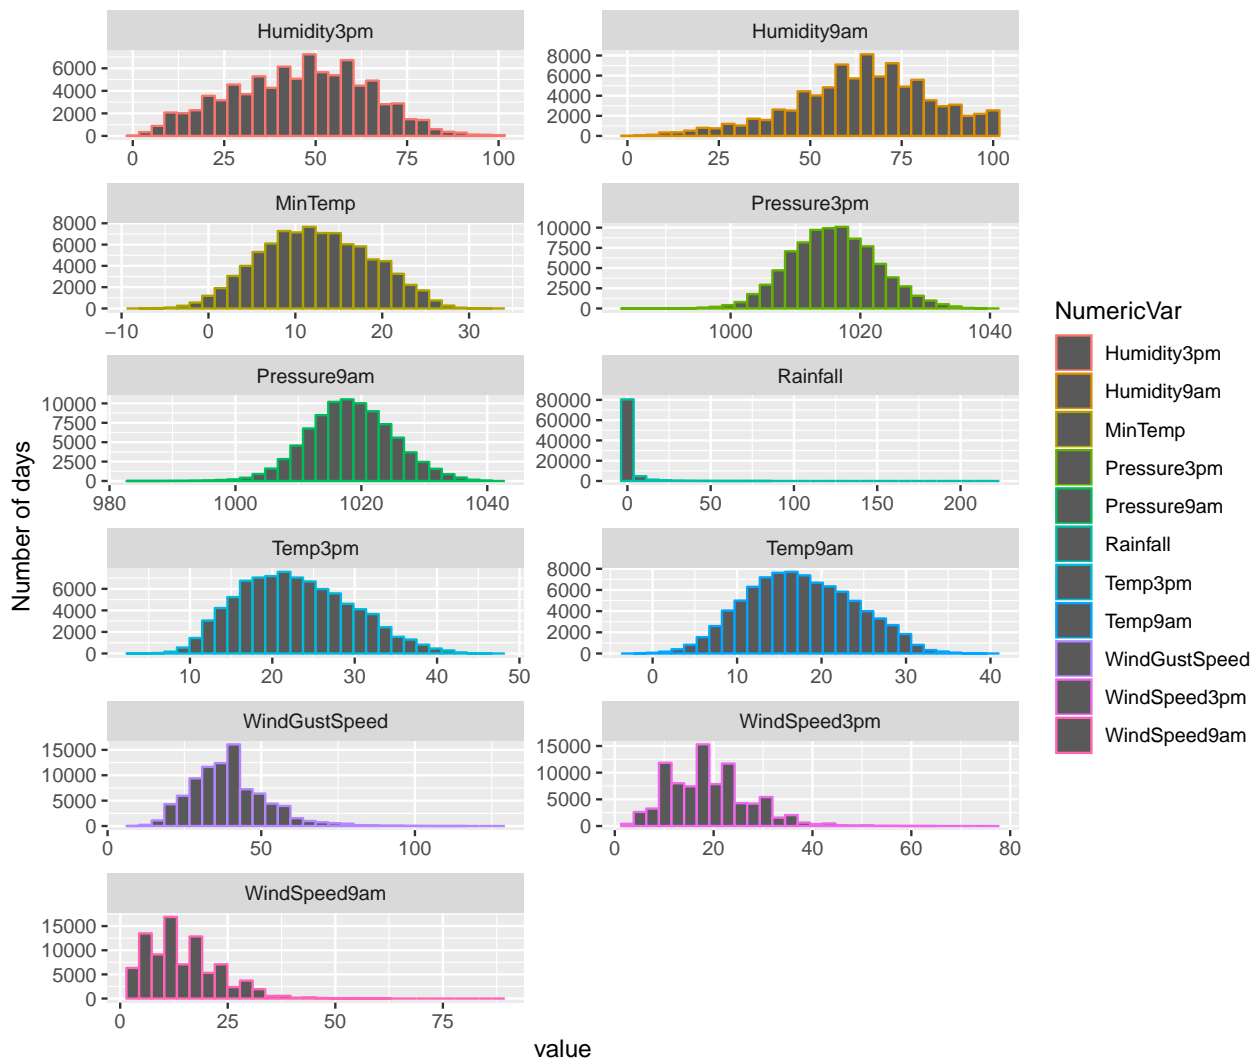 Humidity3pm
6000
4000
2000
0
0 25 50 75 100
Humidity9am
8000
6000
4000
2000
0
0 25 50 75 100
MinTemp
8000
6000
4000
2000
0
−10 0 10 20 30
Pressure3pm
10000
7500
5000
2500
0
1000 1020 1040
Pressure9am
10000
7500
5000
2500
0
980 1000 1020 1040
Rainfall
80000
60000
40000
20000
0
0 50 100 150 200
Temp3pm
6000
4000
2000
0
10 20 30 40 50
Temp9am
8000
6000
4000
2000
0
0 10 20 30 40
WindGustSpeed
15000
10000
5000
0
0 50 100
WindSpeed3pm
15000
10000
5000
0
0 20 40 60 80
WindSpeed9am
15000
10000
5000
0
0 25 50 75
Number of days
value
NumericVar
Humidity3pm
Humidity9am
MinTemp
Pressure3pm
Pressure9am
Rainfall
Temp3pm
Temp9am
WindGustSpeed
WindSpeed3pm
WindSpeed9am